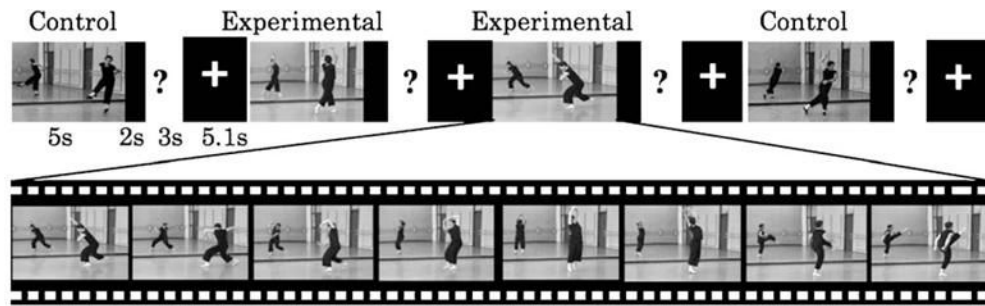 Control Experimental Experimental Control
? + ? + ? + ? +
5s 2s 3s 5.1s